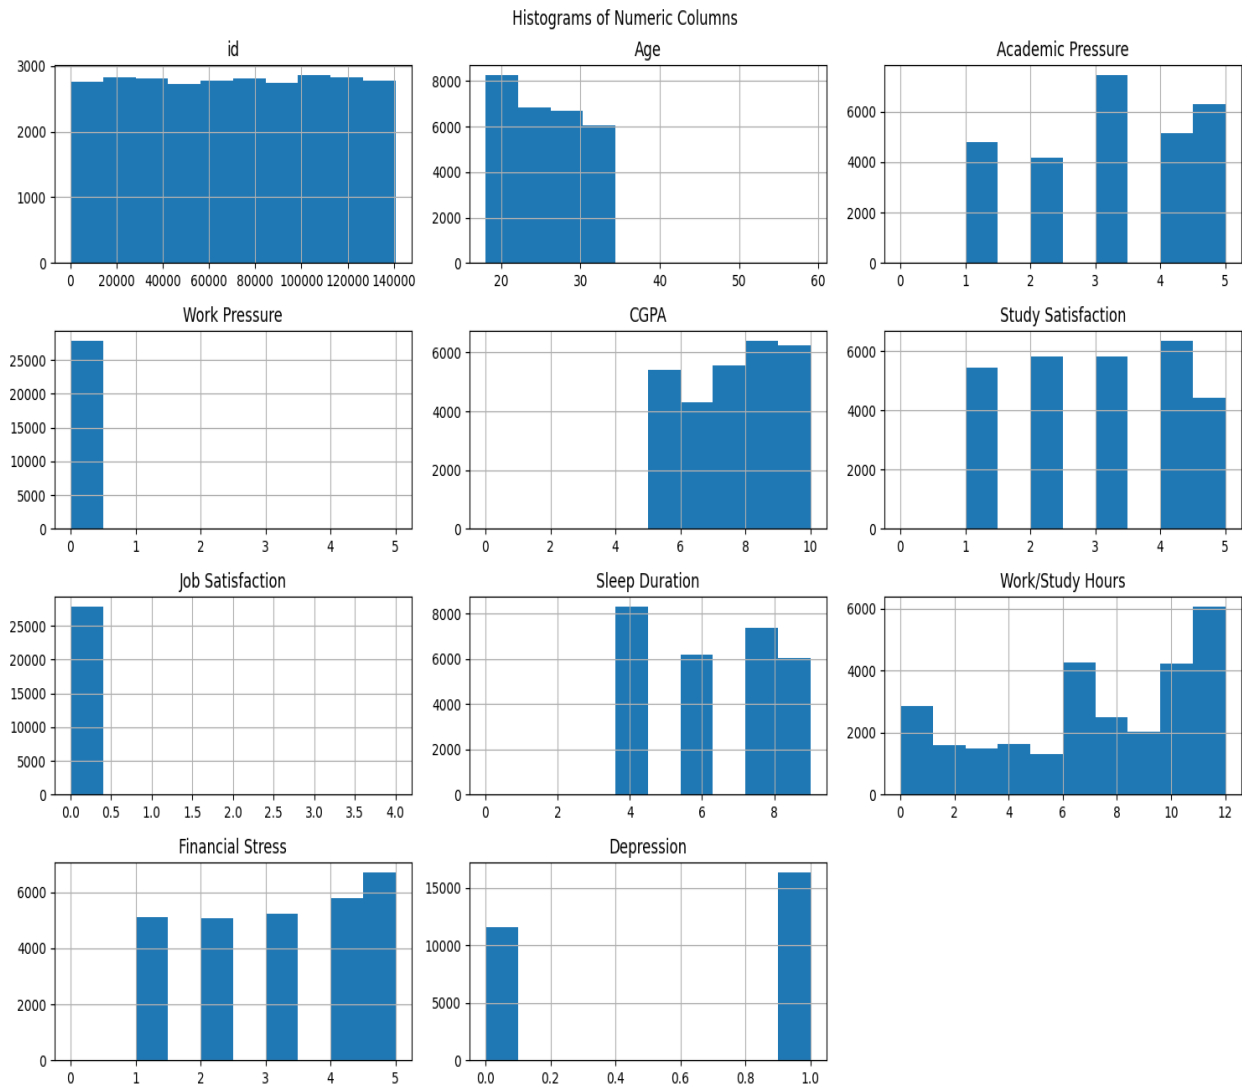 Histograms of Numeric Columns
id
3000
2000
1000
0
0 20000 40000 60000 80000 100000 120000 140000
Age
8000
6000
4000
2000
0
20 30 40 50 60
Academic Pressure
6000
4000
2000
0
0 1 2 3 4 5
Work Pressure
25000
20000
15000
10000
5000
0
0 1 2 3 4 5
CGPA
6000
4000
2000
0
0 2 4 6 8 10
Study Satisfaction
6000
4000
2000
0
0 1 2 3 4 5
Job Satisfaction
25000
20000
15000
10000
5000
0
0.0 0.5 1.0 1.5 2.0 2.5 3.0 3.5 4.0
Sleep Duration
8000
6000
4000
2000
0
0 2 4 6 8
Work/Study Hours
6000
4000
2000
0
0 2 4 6 8 10 12
Financial Stress
6000
4000
2000
0
0 1 2 3 4 5
Depression
15000
10000
5000
0
0.0 0.2 0.4 0.6 0.8 1.0